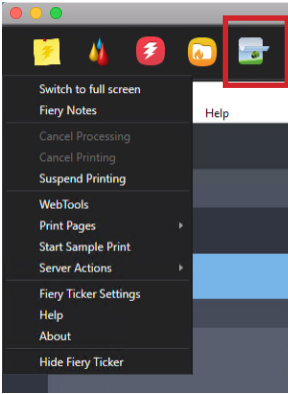 Switch to full screen
Fiery Notes
Help
Cancel Processing
Cancel Printing
Suspend Printing
WebTools
Print Pages
Start Sample Print
Server Actions
Fiery Ticker Settings
Help
About
Hide Fiery Ticker